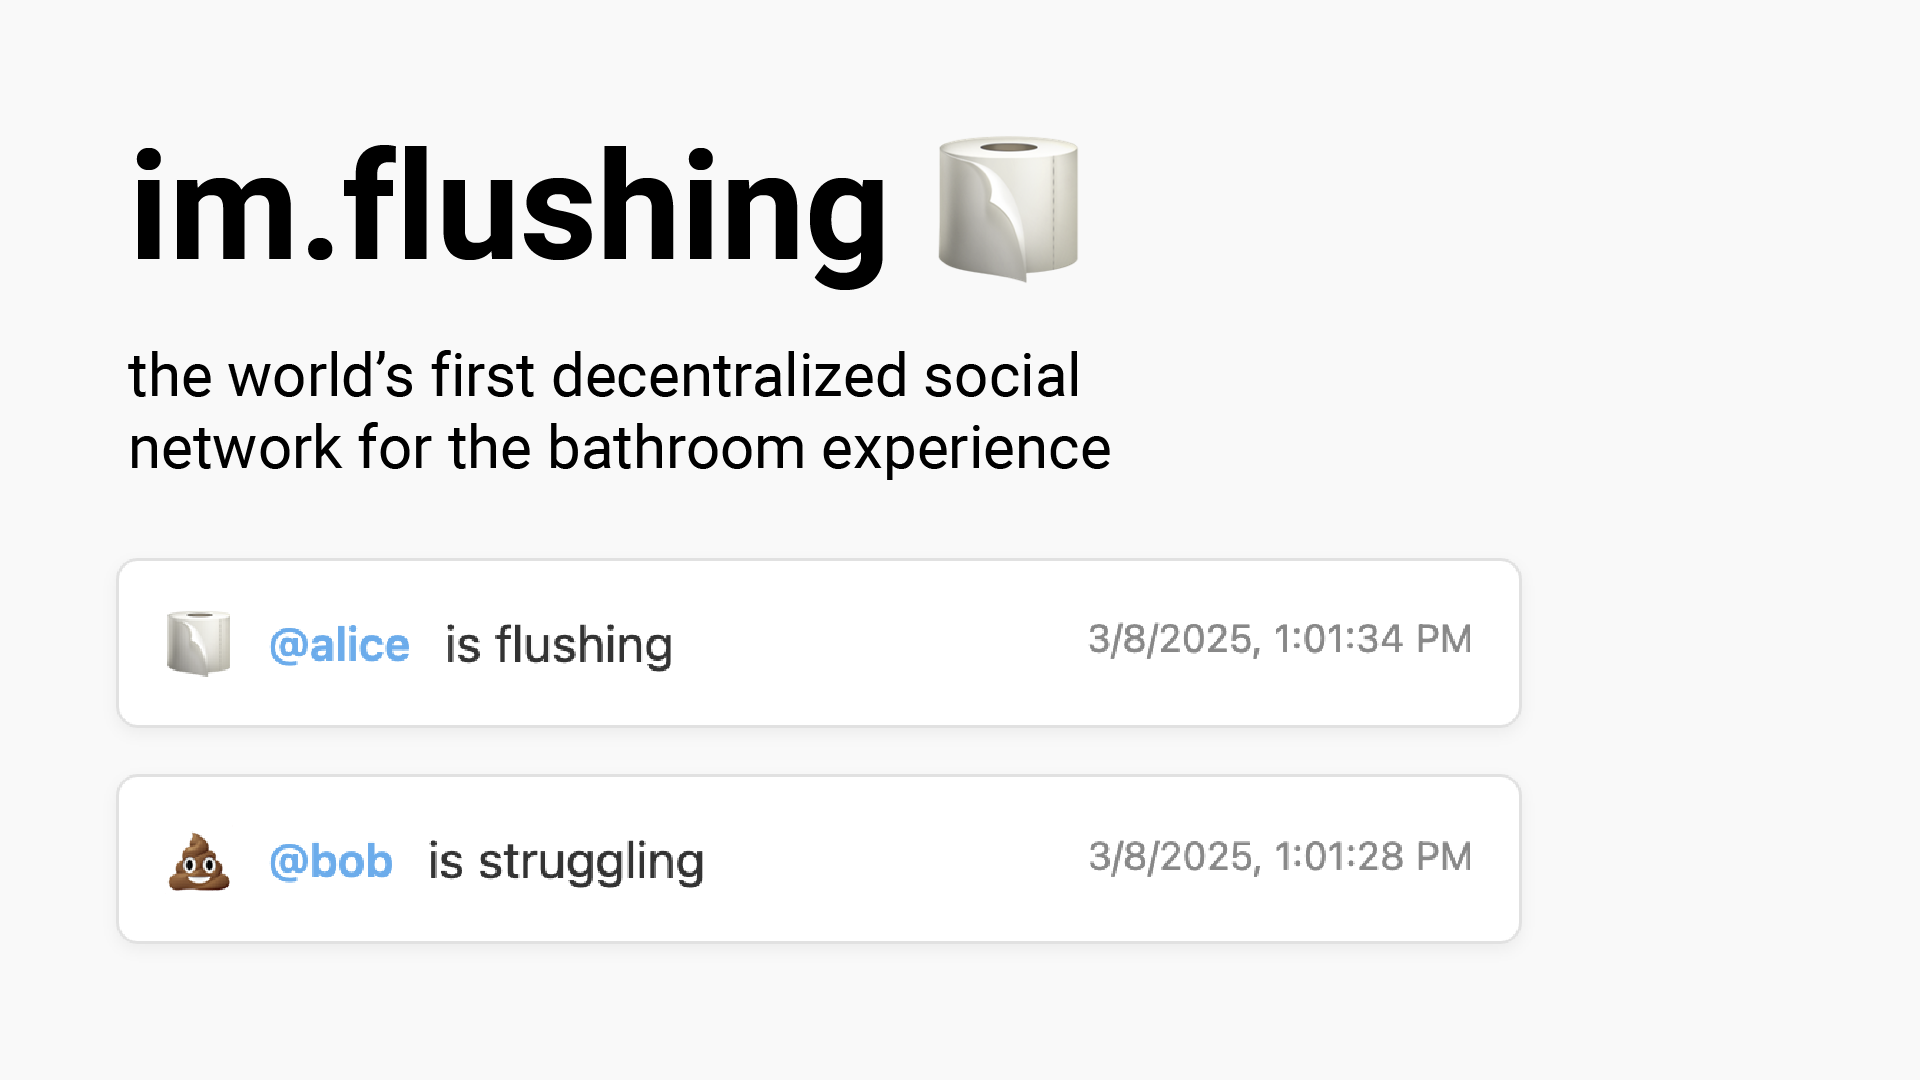 im.flushing
the world’s first decentralized social
network for the bathroom experience
@alice is flushing 3/8/2025, 1:01:34 PM
@bob is struggling 3/8/2025, 1:01:28 PM